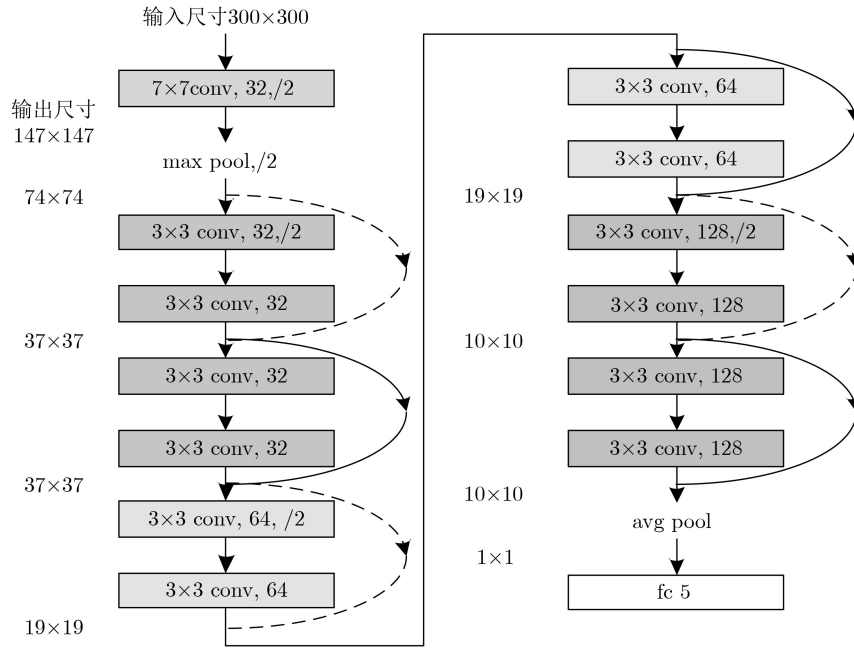 输入尺寸300×300
7×7conv, 32,/2
输出尺寸
147×147
max pool,/2
74×74
3×3 conv, 32,/2
3×3 conv, 32
37×37
3×3 conv, 32
3×3 conv, 32
37×37
3×3 conv, 64, /2
3×3 conv, 64
19×19
3×3 conv, 64
3×3 conv, 64
19×19
3×3 conv, 128,/2
3×3 conv, 128
10×10
3×3 conv, 128
3×3 conv, 128
10×10
avg pool
1×1
fc 5